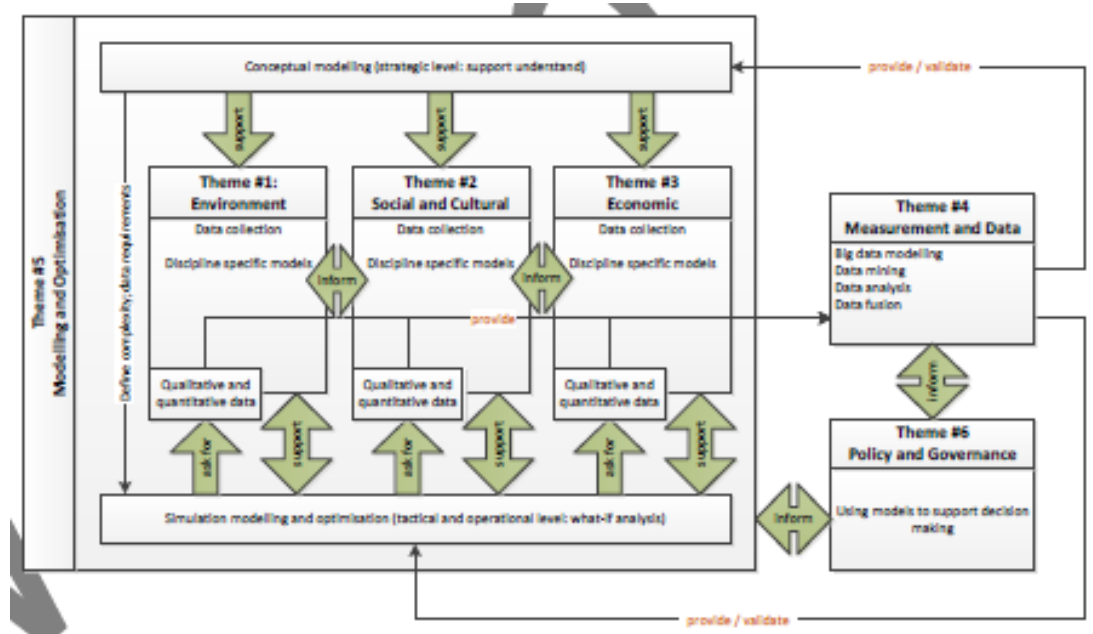 Theme #5
Modelling and Optimisation
Conceptual modelling (strategic level: support understand)
provide / validate
support
support
support
Define complexity; data requirements
Theme #1:
Environment
Data collection
Discipline specific models
Theme #2
Social and Cultural
Data collection
Discipline specific models
Theme #3
Economic
Data collection
Discipline specific models
inform
inform
provide
Theme #4
Measurement and Data
Big data modelling
Data mining
Data analysis
Data fusion
Qualitative and
quantitative data
Qualitative and
quantitative data
Qualitative and
quantitative data
ask for
support
ask for
support
ask for
support
inform
Theme #6
Policy and Governance
Using models to support decision
making
inform
Simulation modelling and optimisation (tactical and operational level: what-if analysis)
provide / validate